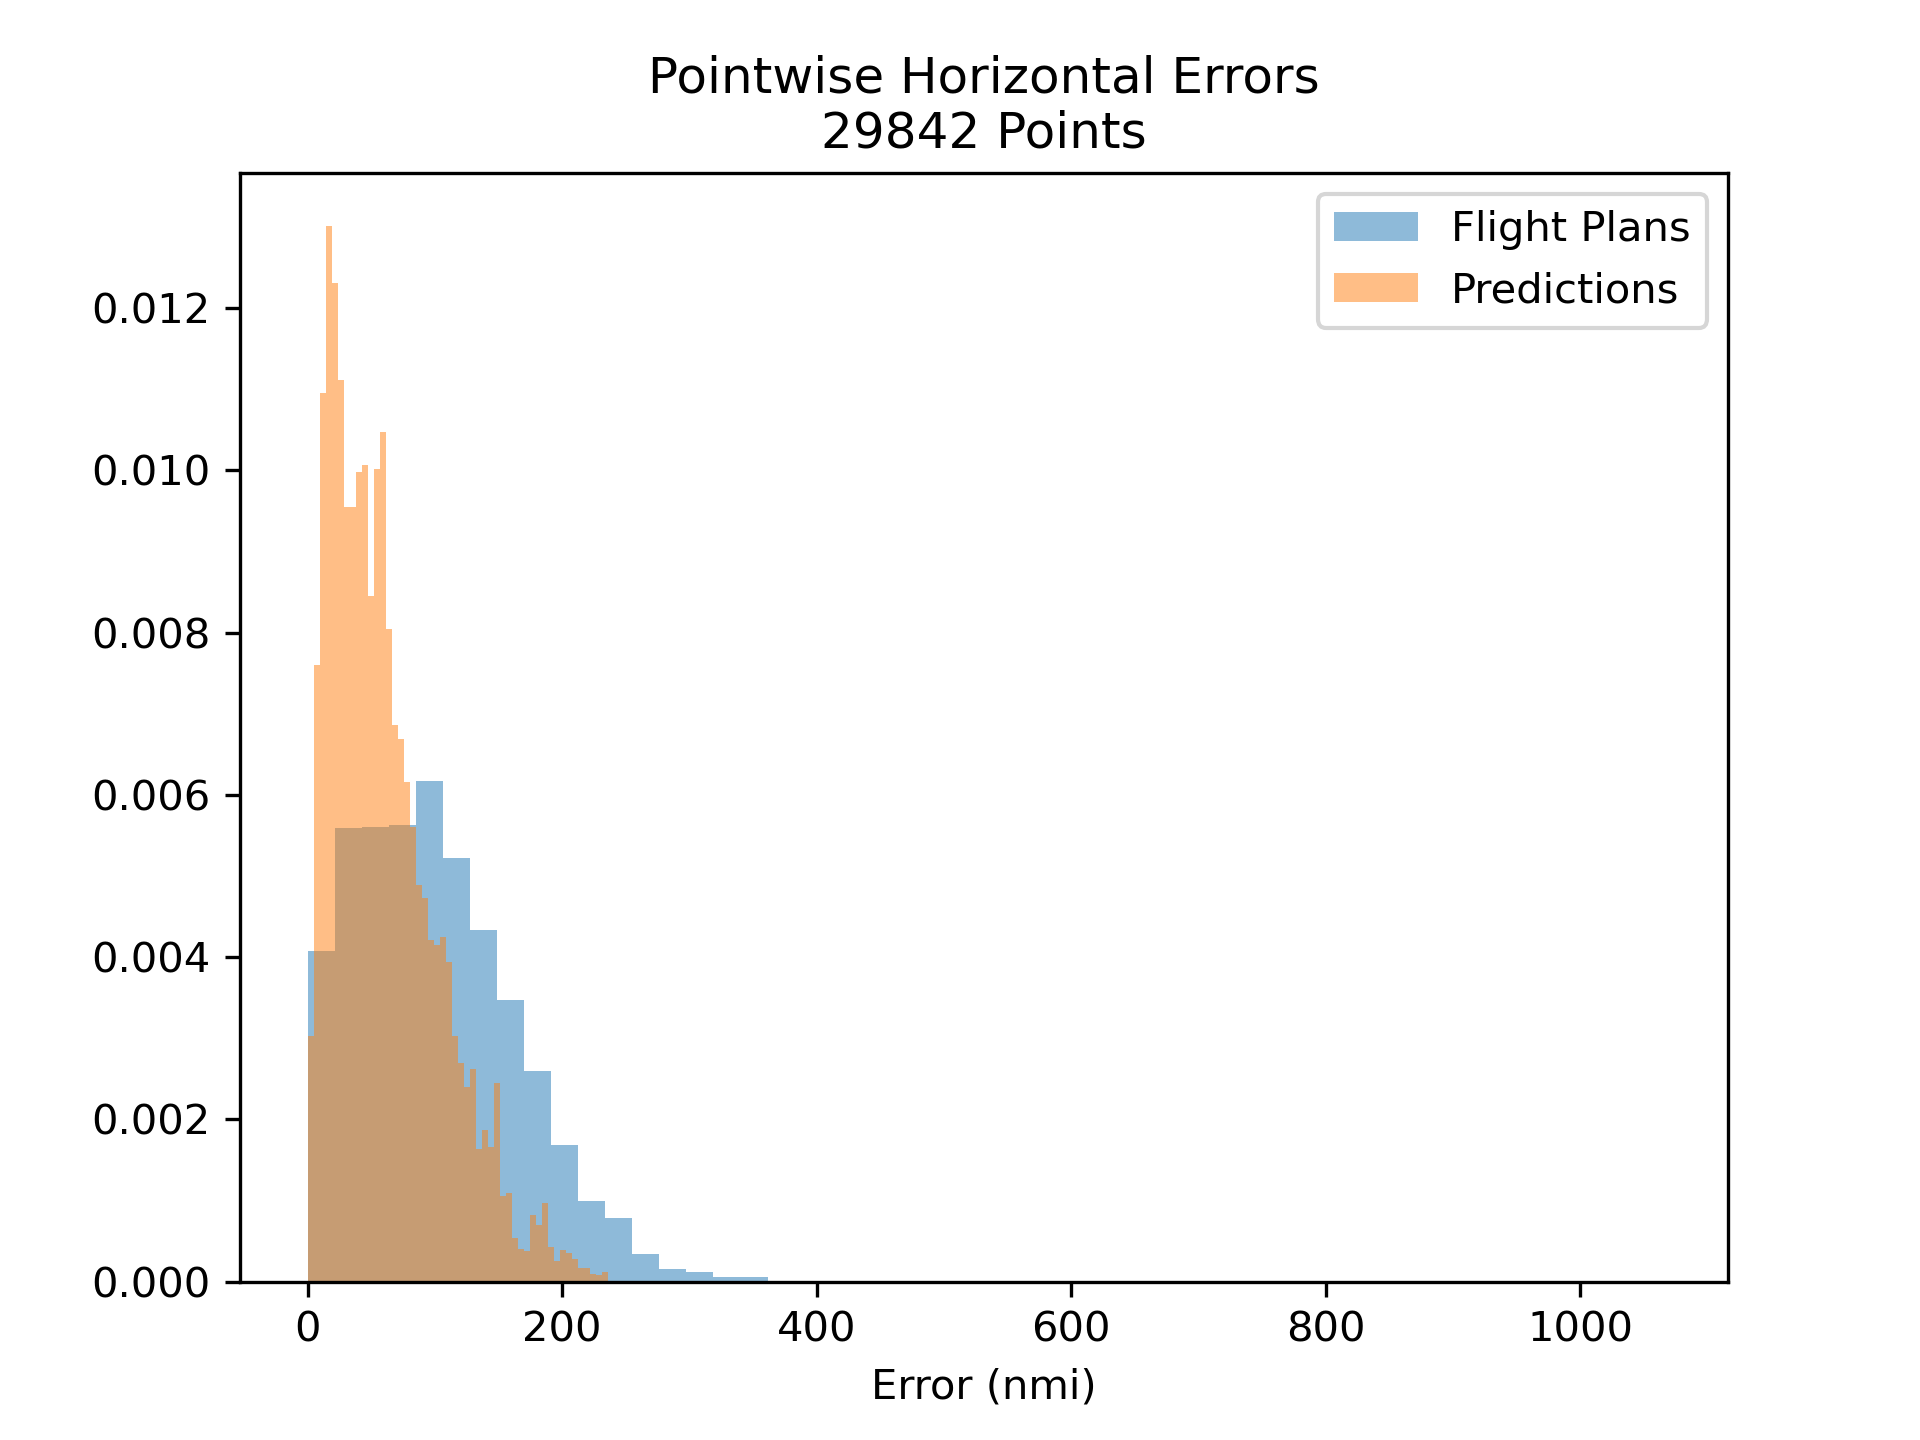 Pointwise Horizontal Errors
29842 Points
Flight Plans
Predictions
0.012
0.010
0.008
0.006
0.004
0.002
0.000
0 200 400 600 800 1000
Error (nmi)